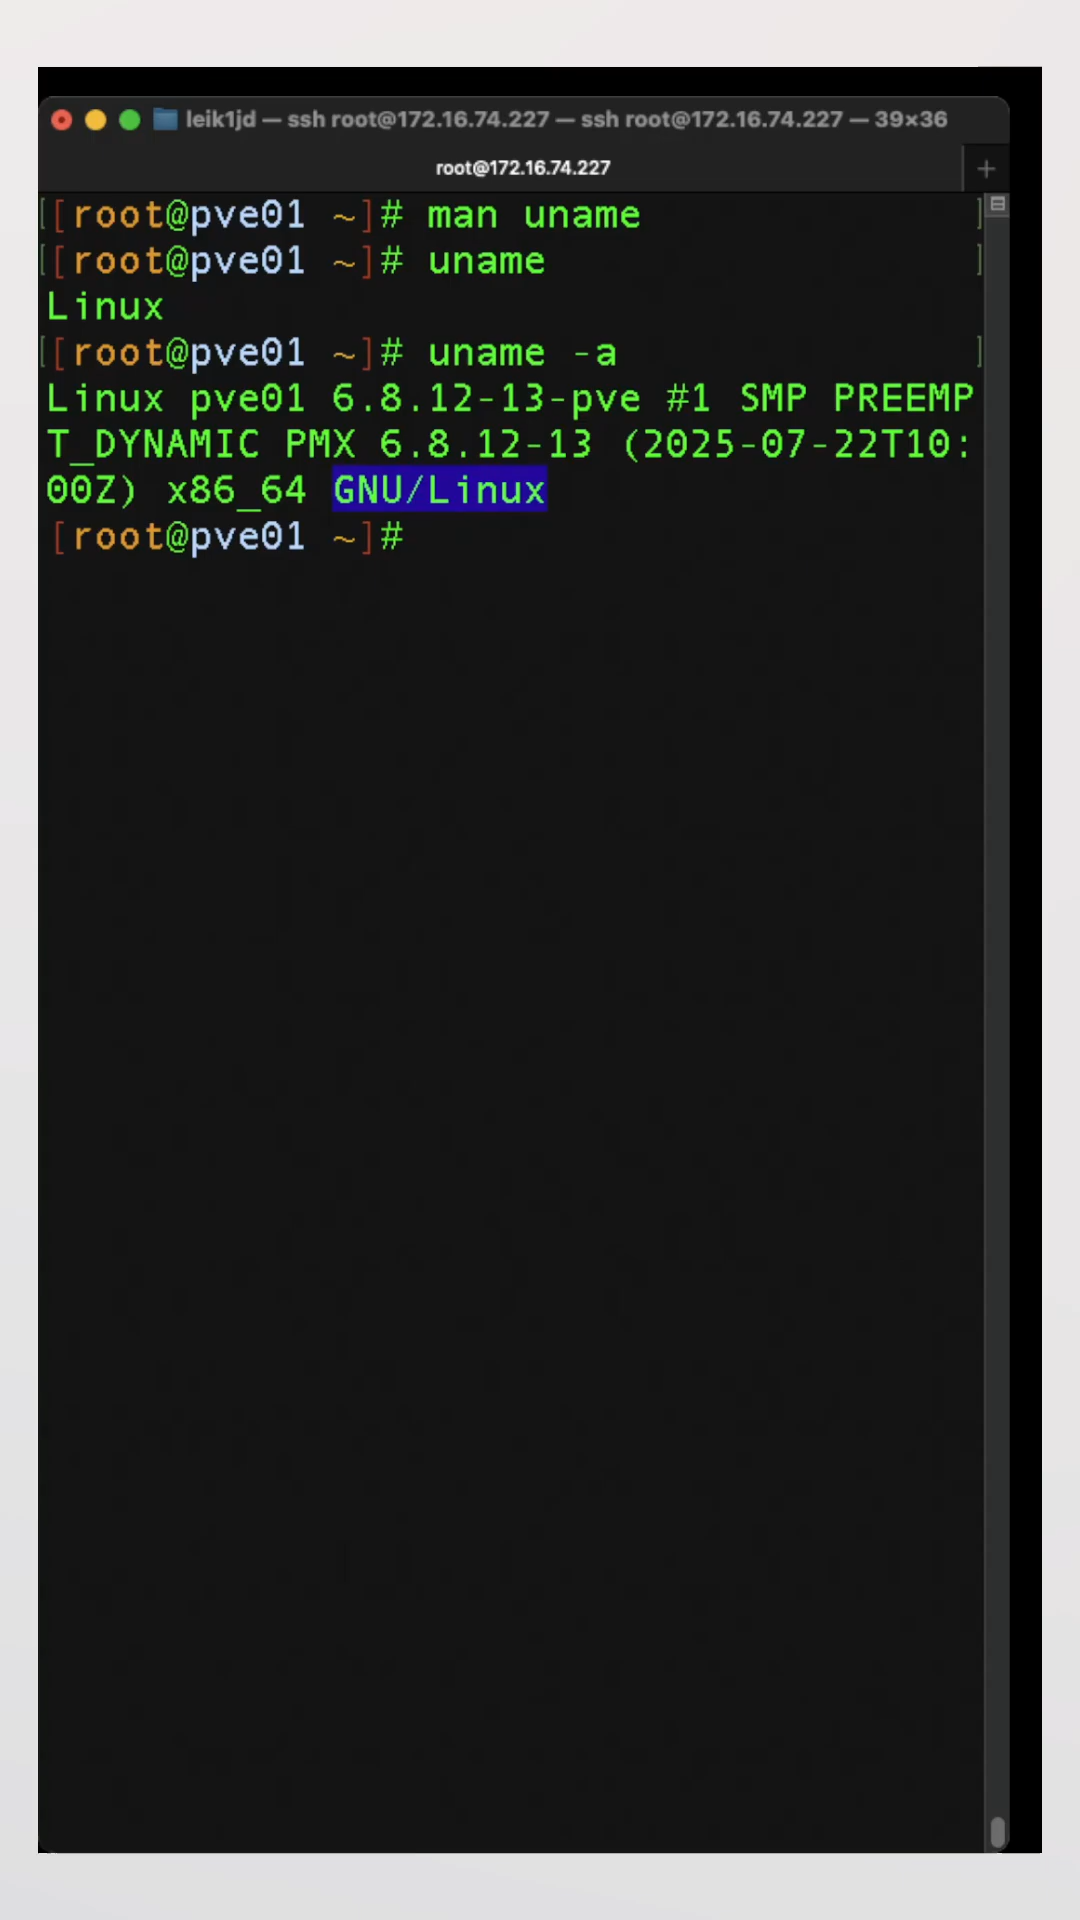 leik1jd — ssh root@172.16.74.227 — ssh root@172.16.74.227 — 39×36
root@172.16.74.227 +
[[root@pve01 ~]# man uname ]
[[root@pve01 ~]# uname ]
Linux
[[root@pve01 ~]# uname -a ]
Linux pve01 6.8.12-13-pve #1 SMP PREEMP
T_DYNAMIC PMX 6.8.12-13 (2025-07-22T10:
00Z) x86_64 GNU/Linux
[root@pve01 ~]#